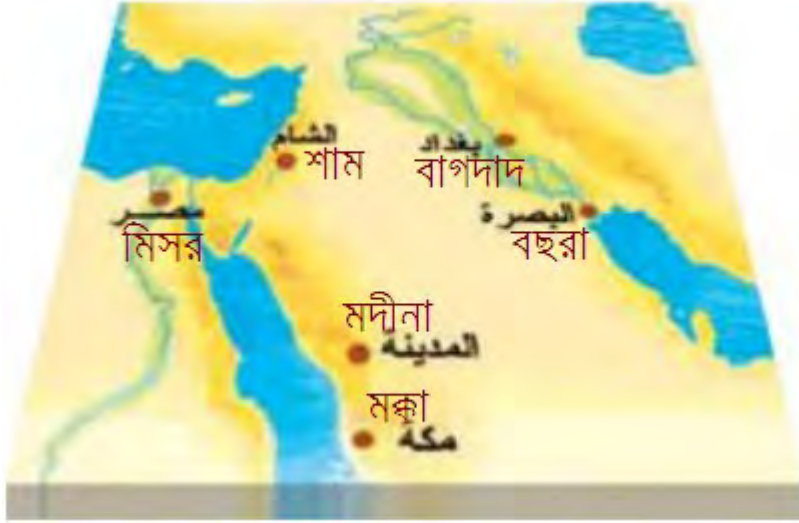 الشام
শাম
بغداد
বাগদাদ
مصر
মিসর
البصرة
বছরা
মদীনা
المدينة
মক্কা
مكة